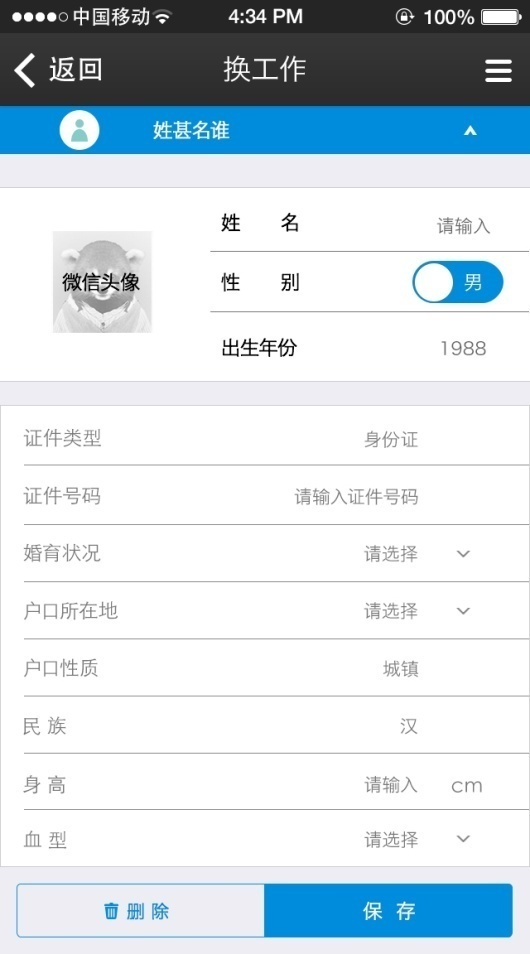 中国移动 4:34 PM 100%
返回 换工作
姓甚名谁
微信头像
姓 名 请输入
性 别 男
出生年份 1988
证件类型 身份证
证件号码 请输入证件号码
婚育状况 请选择
户口所在地 请选择
户口性质 城镇
民 族 汉
身 高 请输入 cm
血 型 请选择
删 除 保 存